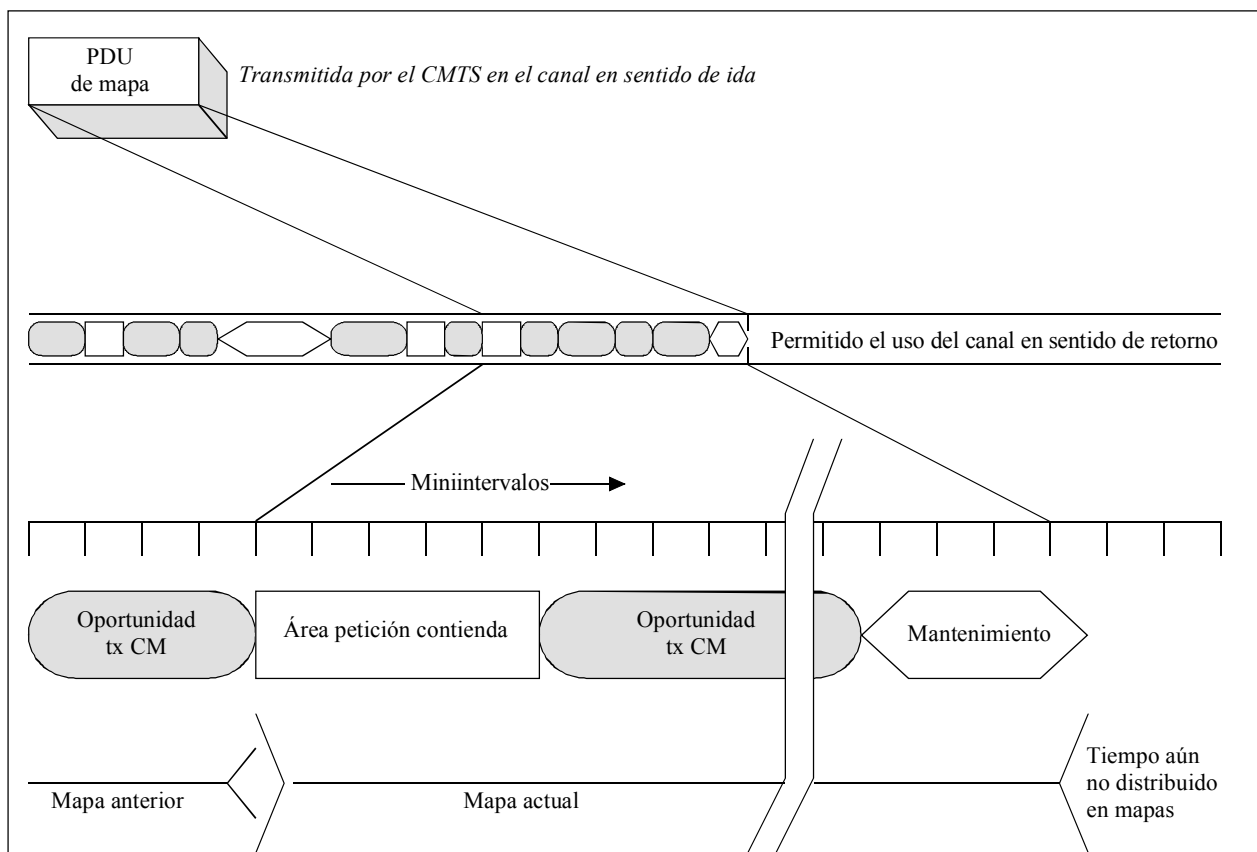 PDU
de mapa
Transmitida por el CMTS en el canal en sentido de ida
Permitido el uso del canal en sentido de retorno
Miniintervalos
Oportunidad
tx CM
Área petición contienda
Oportunidad
tx CM
Mantenimiento
Mapa anterior
Mapa actual
Tiempo aún
no distribuido
en mapas